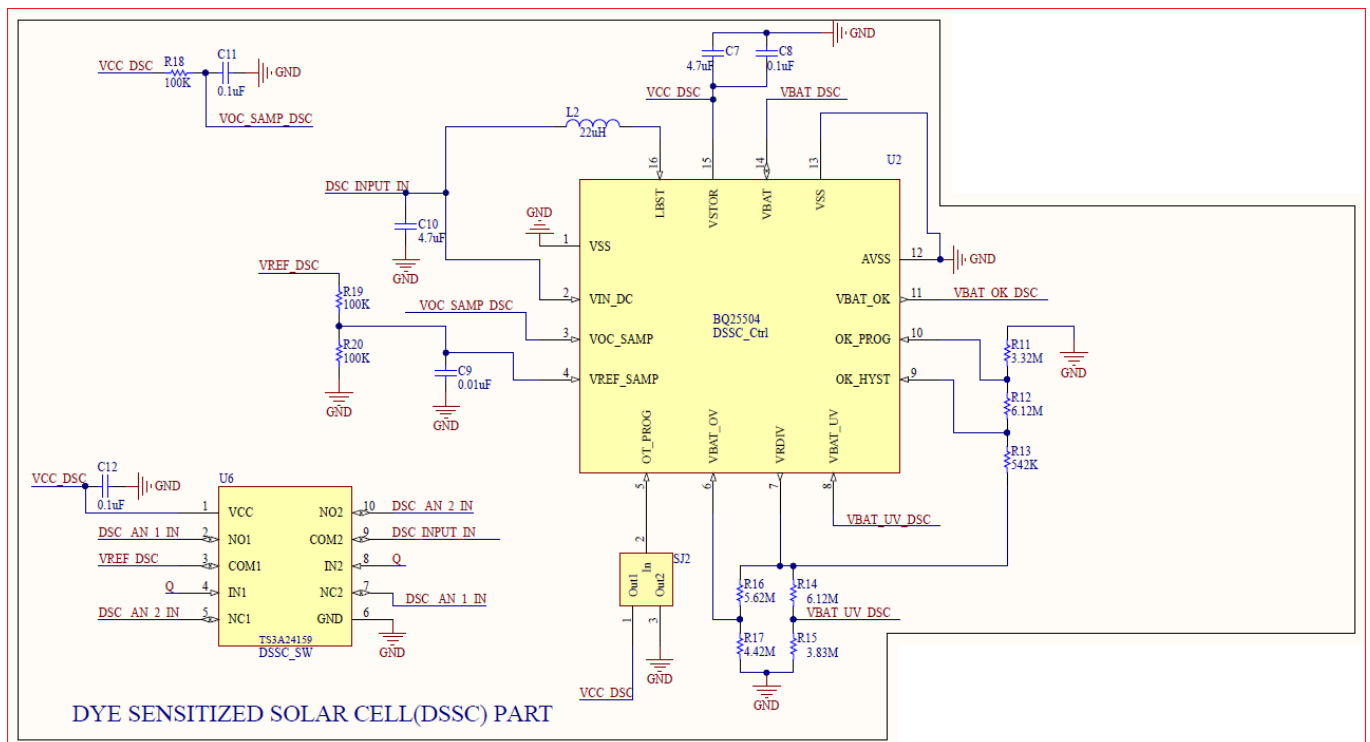 VCC_DSC
R18
100K
C11
0.1uF
GND
VOC_SAMP_DSC
C7
4.7uF
C8
0.1uF
GND
VCC_DSC
VBAT_DSC
L2
22uH
DSC_INPUT_IN
C10
4.7uF
GND
16
15
14
13
U2
LBST
VSTOR
VBAT
VSS
GND
1
VSS
2
VIN_DC
VOC_SAMP_DSC
3
VOC_SAMP
4
VREF_SAMP
BQ25504
DSSC_Ctrl
AVSS
12
GND
VBAT_OK
11
VBAT_OK_DSC
OK_PROG
10
OK_HYST
9
OT_PROG
VBAT_OV
VRDIV
VBAT_UV
5
6
7
8
VREF_DSC
R19
100K
R20
100K
GND
C9
0.01uF
GND
R11
3.32M
GND
R12
6.12M
R13
542K
VBAT_UV_DSC
VCC_DSC
C12
0.1uF
GND
U6
1
VCC
NO2
10
DSC_AN_2_IN
DSC_AN_1_IN
2
NO1
COM2
9
DSC_INPUT_IN
VREF_DSC
3
COM1
IN2
8
Q
Q
4
IN1
NC2
7
DSC_AN_1_IN
DSC_AN_2_IN
5
NC1
GND
6
GND
TS3A24159
DSSC_SW
2
SJ2
In
Out1
Out2
1
3
VCC_DSC
GND
R16
5.62M
R14
6.12M
VBAT_UV_DSC
R17
4.42M
R15
3.83M
GND
DYE SENSITIZED SOLAR CELL(DSSC) PART